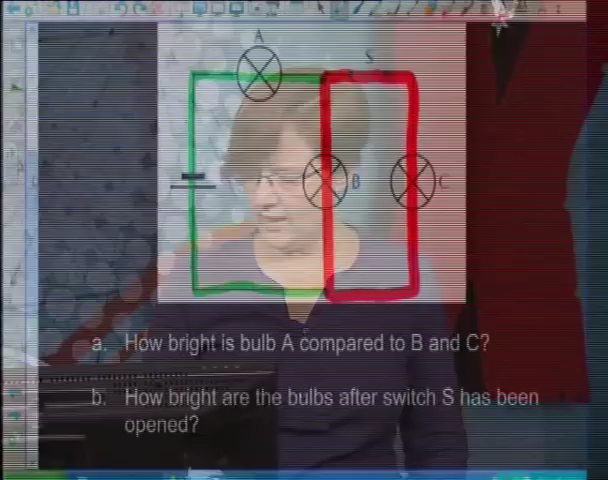 A
S
B
C
a. How bright is bulb A compared to B and C?
b. How bright are the bulbs after switch S has been
opened?